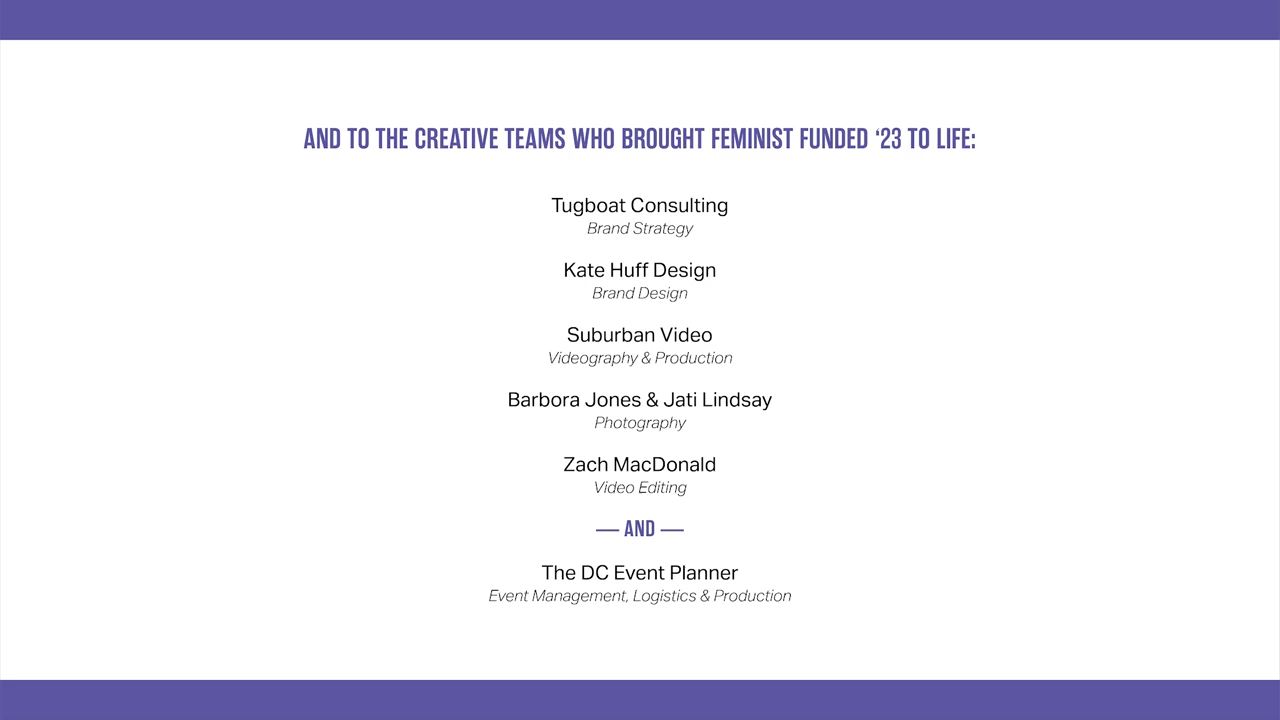 AND TO THE CREATIVE TEAMS WHO BROUGHT FEMINIST FUNDED ‘23 TO LIFE:
Tugboat Consulting
Brand Strategy
Kate Huff Design
Brand Design
Suburban Video
Videography & Production
Barbora Jones & Jati Lindsay
Photography
Zach MacDonald
Video Editing
— AND —
The DC Event Planner
Event Management, Logistics & Production